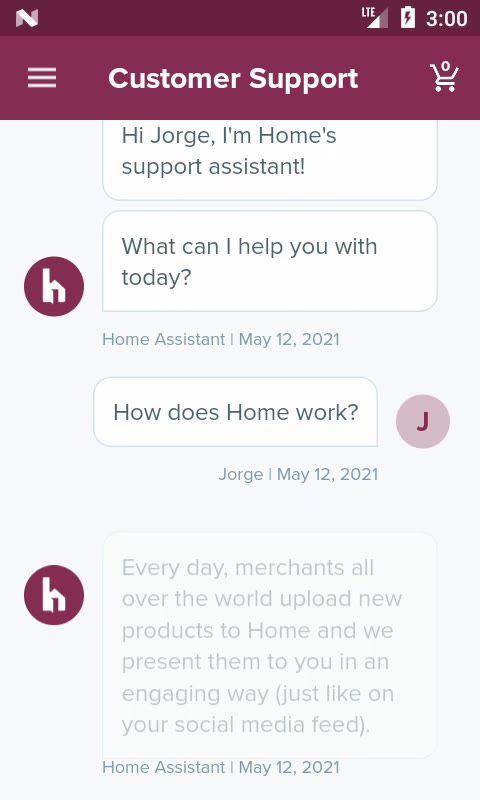 LTE 3:00
Customer Support
0
Hi Jorge, I'm Home's
support assistant!
What can I help you with
today?
h
Home Assistant | May 12, 2021
How does Home work?
J
Jorge | May 12, 2021
Every day, merchants all
over the world upload new
products to Home and we
present them to you in an
engaging way (just like on
your social media feed).
h
Home Assistant | May 12, 2021